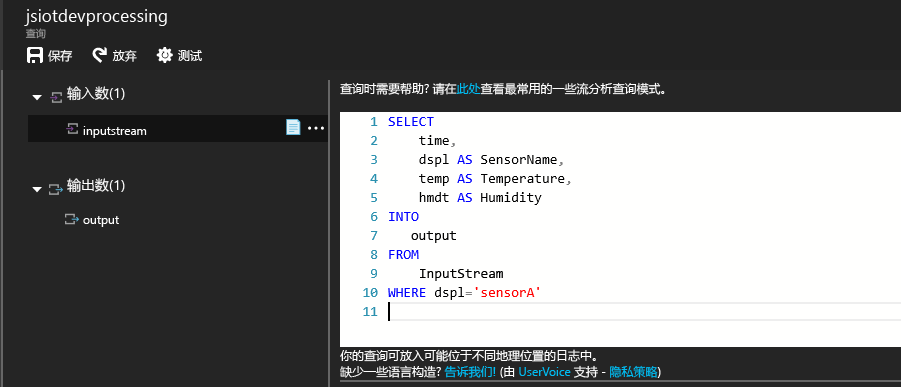 jsiotdevprocessing
查询
保存 放弃 测试
输入数(1)
inputstream
输出数(1)
output
查询时需要帮助? 请在此处查看最常用的一些流分析查询模式。
1 SELECT
2 time,
3 dspl AS SensorName,
4 temp AS Temperature,
5 hmdt AS Humidity
6 INTO
7 output
8 FROM
9 InputStream
10 WHERE dspl='sensorA'
11
你的查询可放入可能位于不同地理位置的日志中。
缺少一些语言构造? 告诉我们! (由 UserVoice 支持 - 隐私策略)